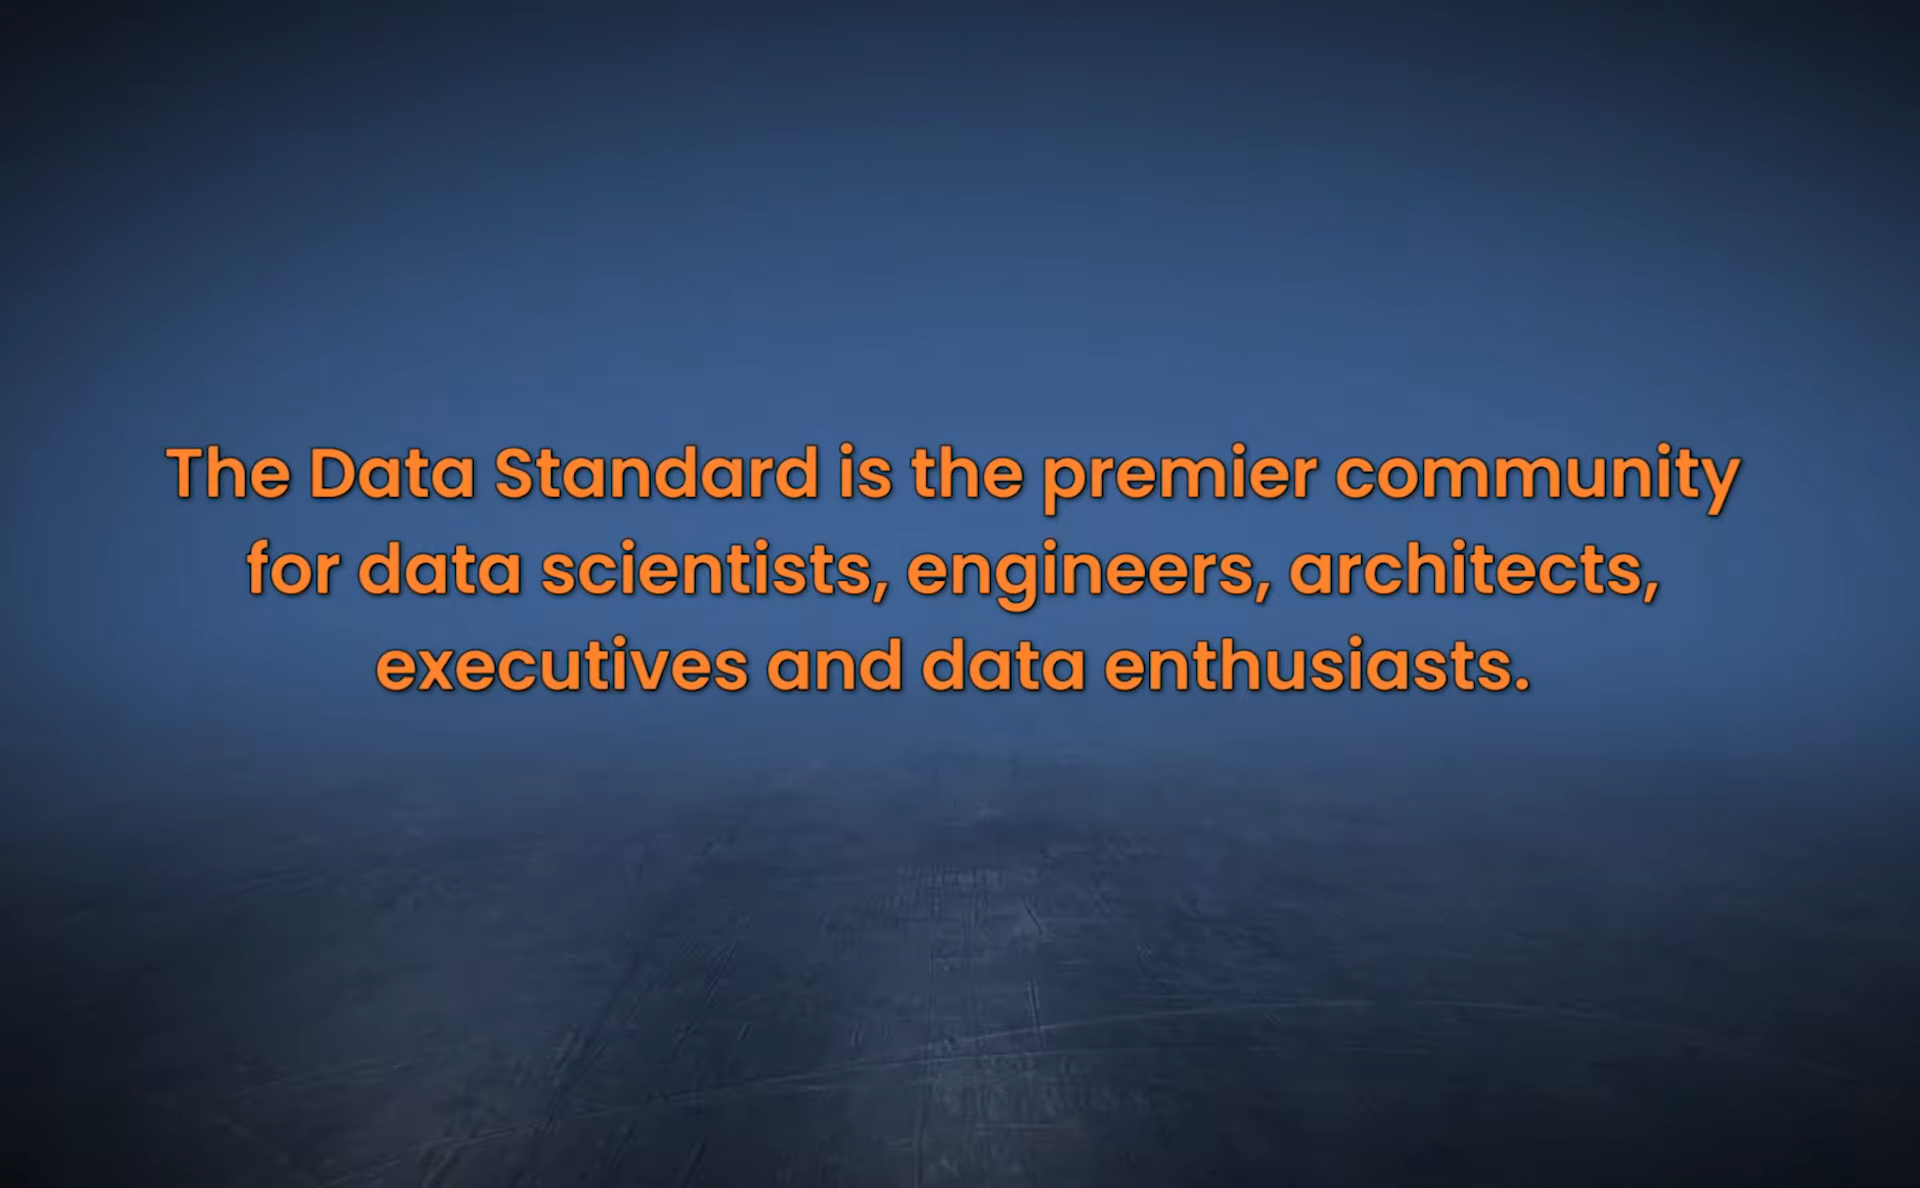 The Data Standard is the premier community
for data scientists, engineers, architects,
executives and data enthusiasts.